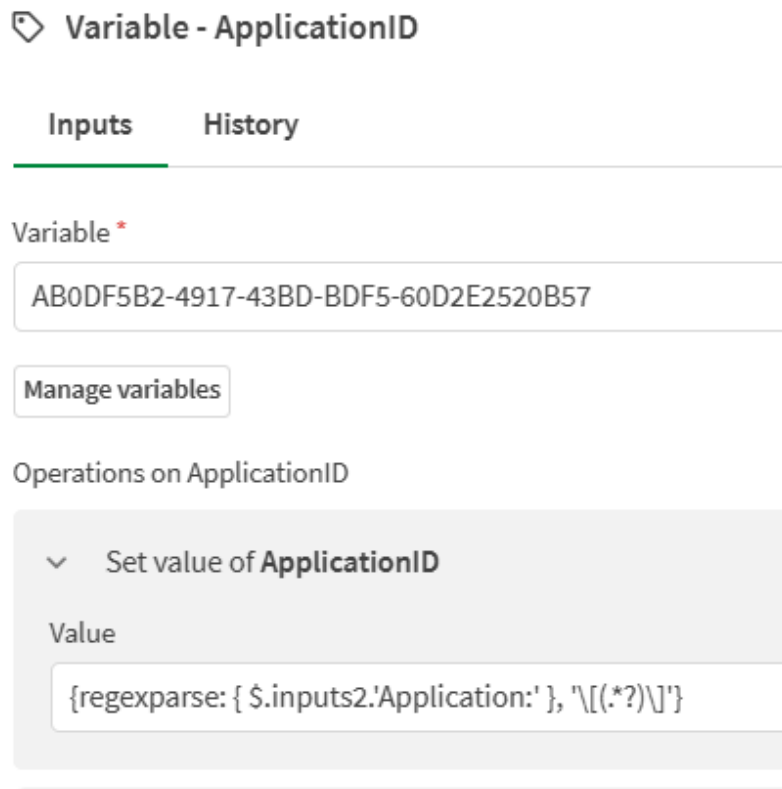 Variable - ApplicationID
Inputs History
Variable *
AB0DF5B2-4917-43BD-BDF5-60D2E2520B57
Manage variables
Operations on ApplicationID
Set value of ApplicationID
Value
{regexparse: { $.inputs2.'Application:' }, '\[(.*?)\]'}